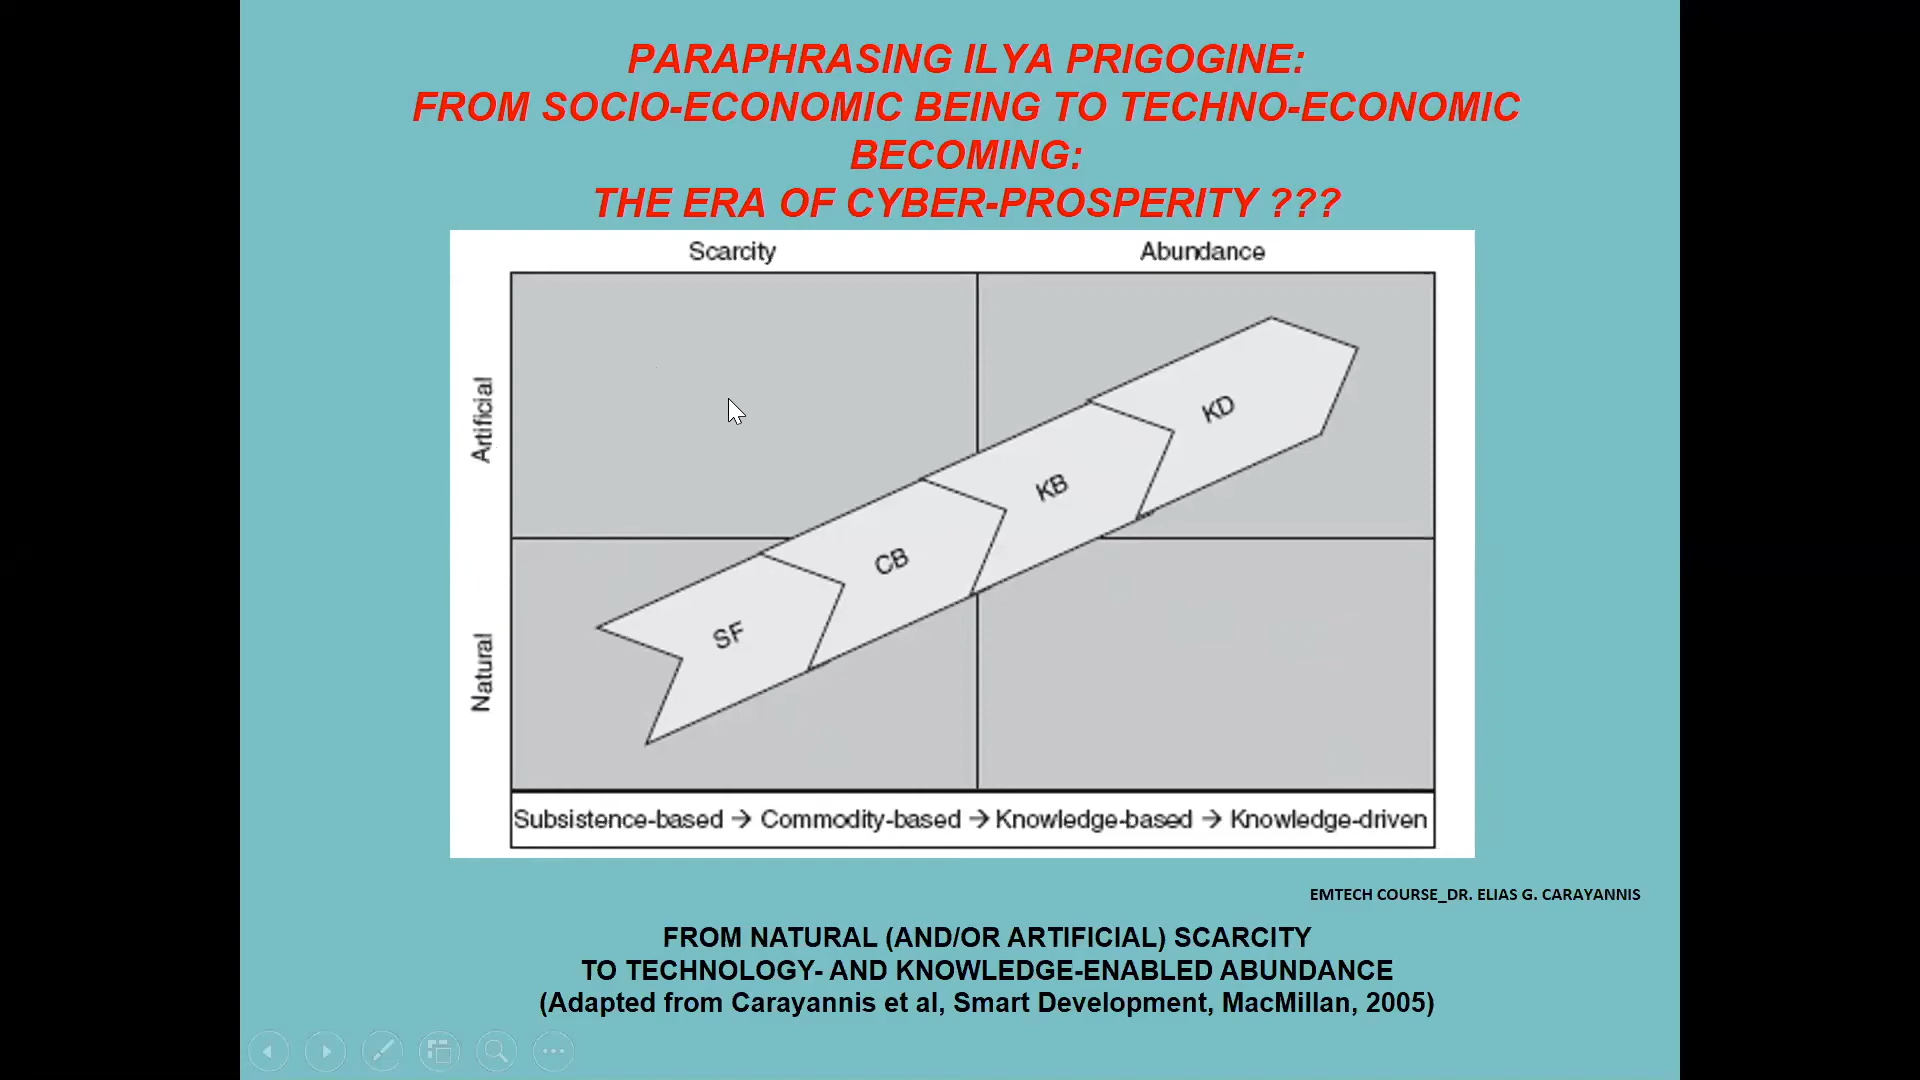 PARAPHRASING ILYA PRIGOGINE:
FROM SOCIO-ECONOMIC BEING TO TECHNO-ECONOMIC
BECOMING:
THE ERA OF CYBER-PROSPERITY ???
Scarcity
Abundance
Artificial
Natural
SF
CB
KB
KD
Subsistence-based → Commodity-based → Knowledge-based → Knowledge-driven
EMTECH COURSE_DR. ELIAS G. CARAYANNIS
FROM NATURAL (AND/OR ARTIFICIAL) SCARCITY
TO TECHNOLOGY- AND KNOWLEDGE-ENABLED ABUNDANCE
(Adapted from Carayannis et al, Smart Development, MacMillan, 2005)